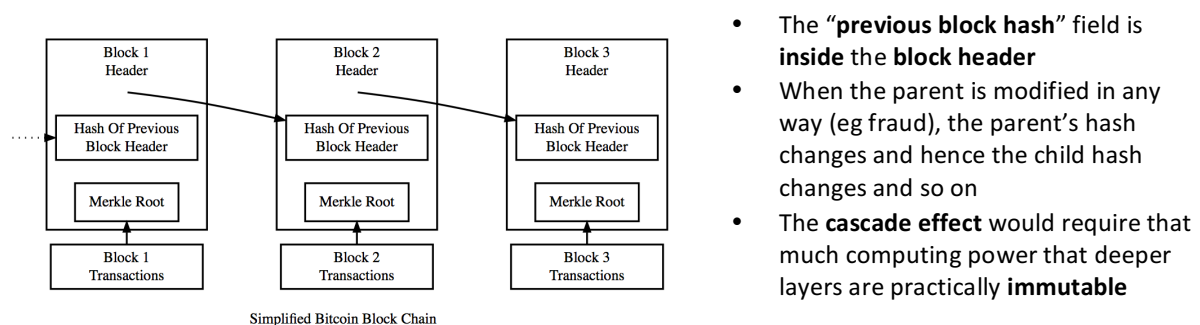 Block 1
Header
Hash Of Previous
Block Header
Merkle Root
Block 1
Transactions
Block 2
Header
Hash Of Previous
Block Header
Merkle Root
Block 2
Transactions
Block 3
Header
Hash Of Previous
Block Header
Merkle Root
Block 3
Transactions
Simplified Bitcoin Block Chain
• The “previous block hash” field is
inside the block header
• When the parent is modified in any
way (eg fraud), the parent’s hash
changes and hence the child hash
changes and so on
• The cascade effect would require that
much computing power that deeper
layers are practically immutable